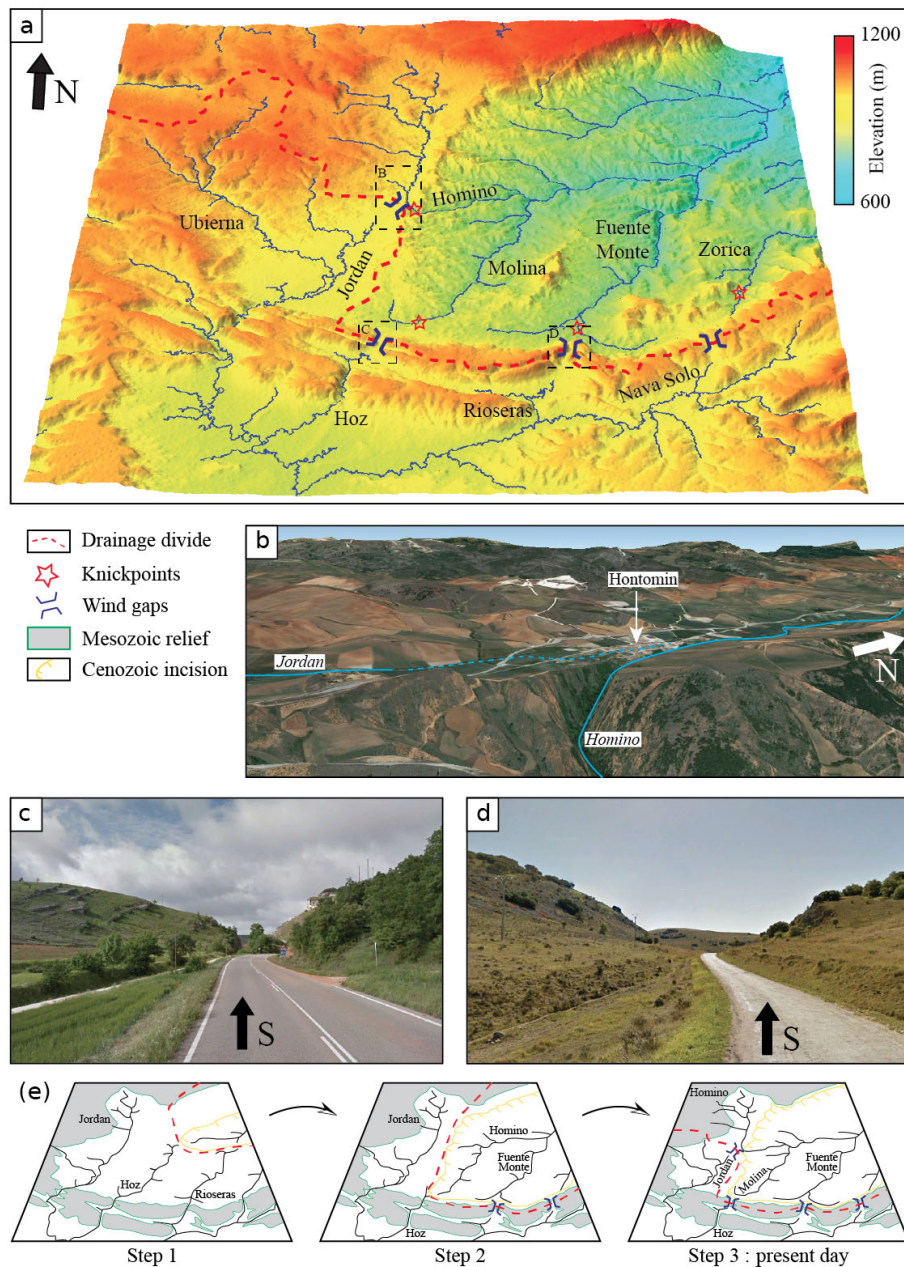 a
N
1200
Elevation (m)
600
B
Homino
Ubierna
Jordan
Molina
Fuente
Monte
Zorica
C
D
Hoz
Rioseras
Nava Solo
Drainage divide
Knickpoints
Wind gaps
Mesozoic relief
Cenozoic incision
b
Hontomin
Jordan
N
Homino
c
S
d
S
(e)
Jordan
Hoz
Rioseras
Step 1
Jordan
Homino
Fuente
Monte
Hoz
Step 2
Homino
Jordan
Molina
Fuente
Monte
Hoz
Step 3 : present day